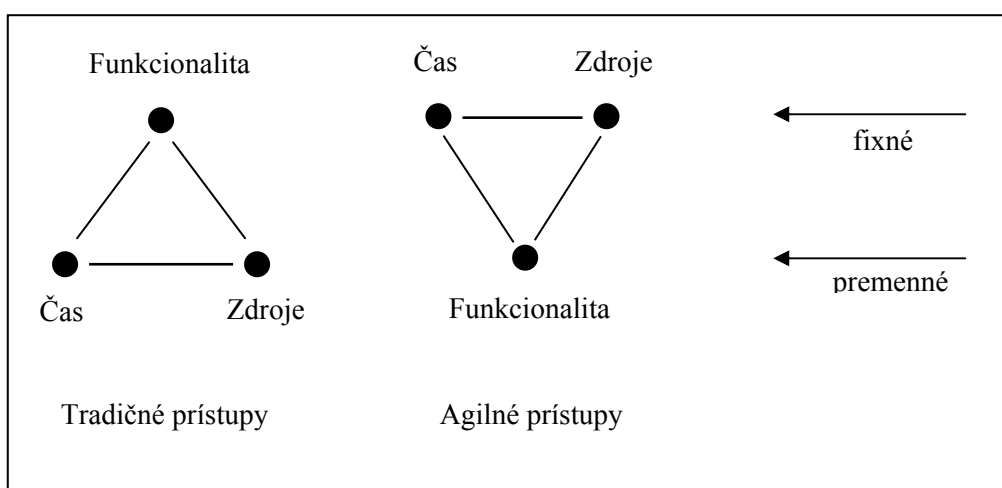 Funkcionalita
Čas
Zdroje
Tradičné prístupy
Čas
Zdroje
Funkcionalita
Agilné prístupy
fixné
premenné